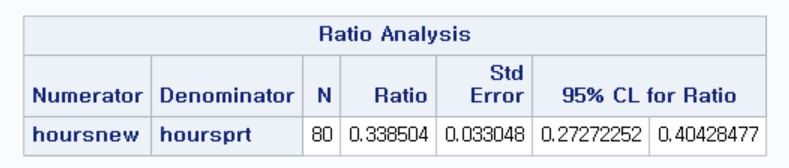 Ratio Analysis
Numerator Denominator N Ratio Std Error 95% CL for Ratio
hoursnew hoursprt 80 0.338504 0.033048 0.27272252 0.40428477